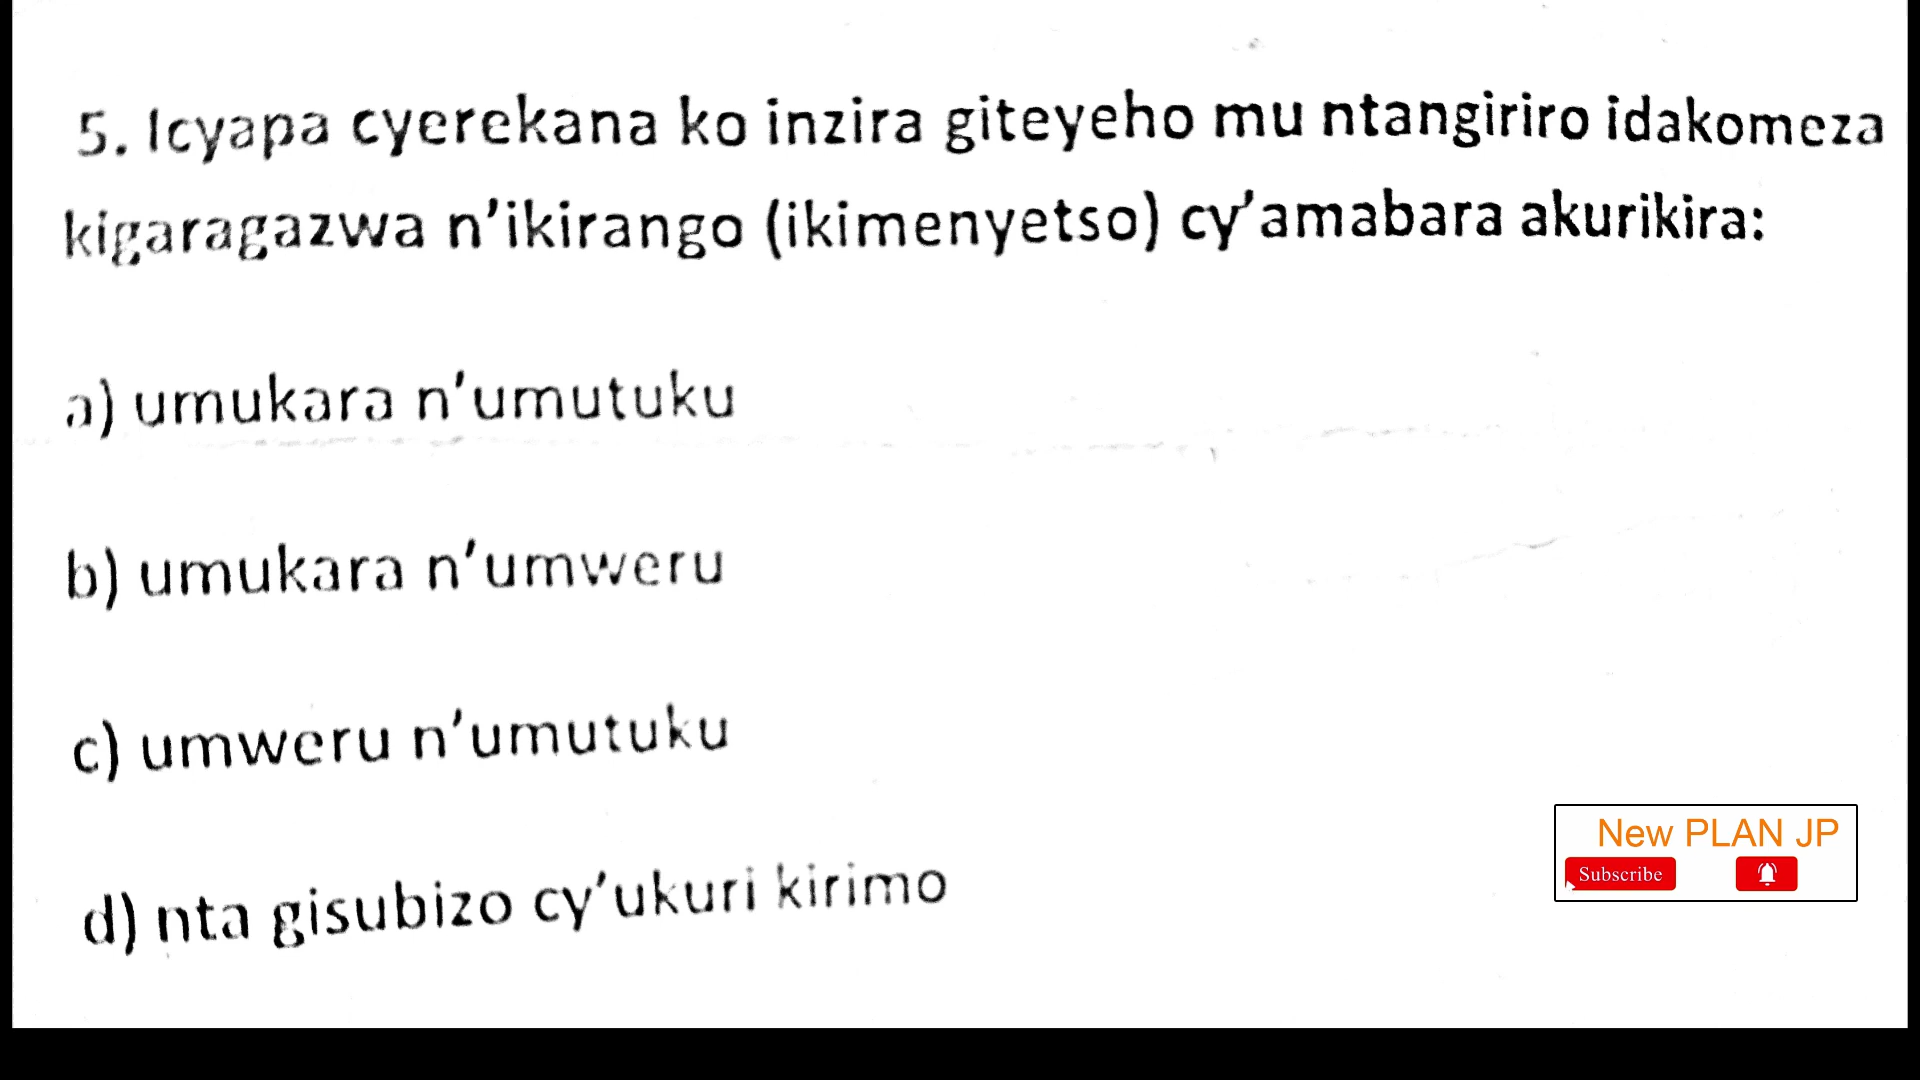 5. Icyapa cyerekana ko inzira giteyeho mu ntangiriro idakomeza
kigaragazwa n'ikirango (ikimenyetso) cy'amabara akurikira:
a) umukara n'umutuku
b) umukara n'umweru
c) umweru n'umutuku
d) nta gisubizo cy'ukuri kirimo
New PLAN JP
Subscribe